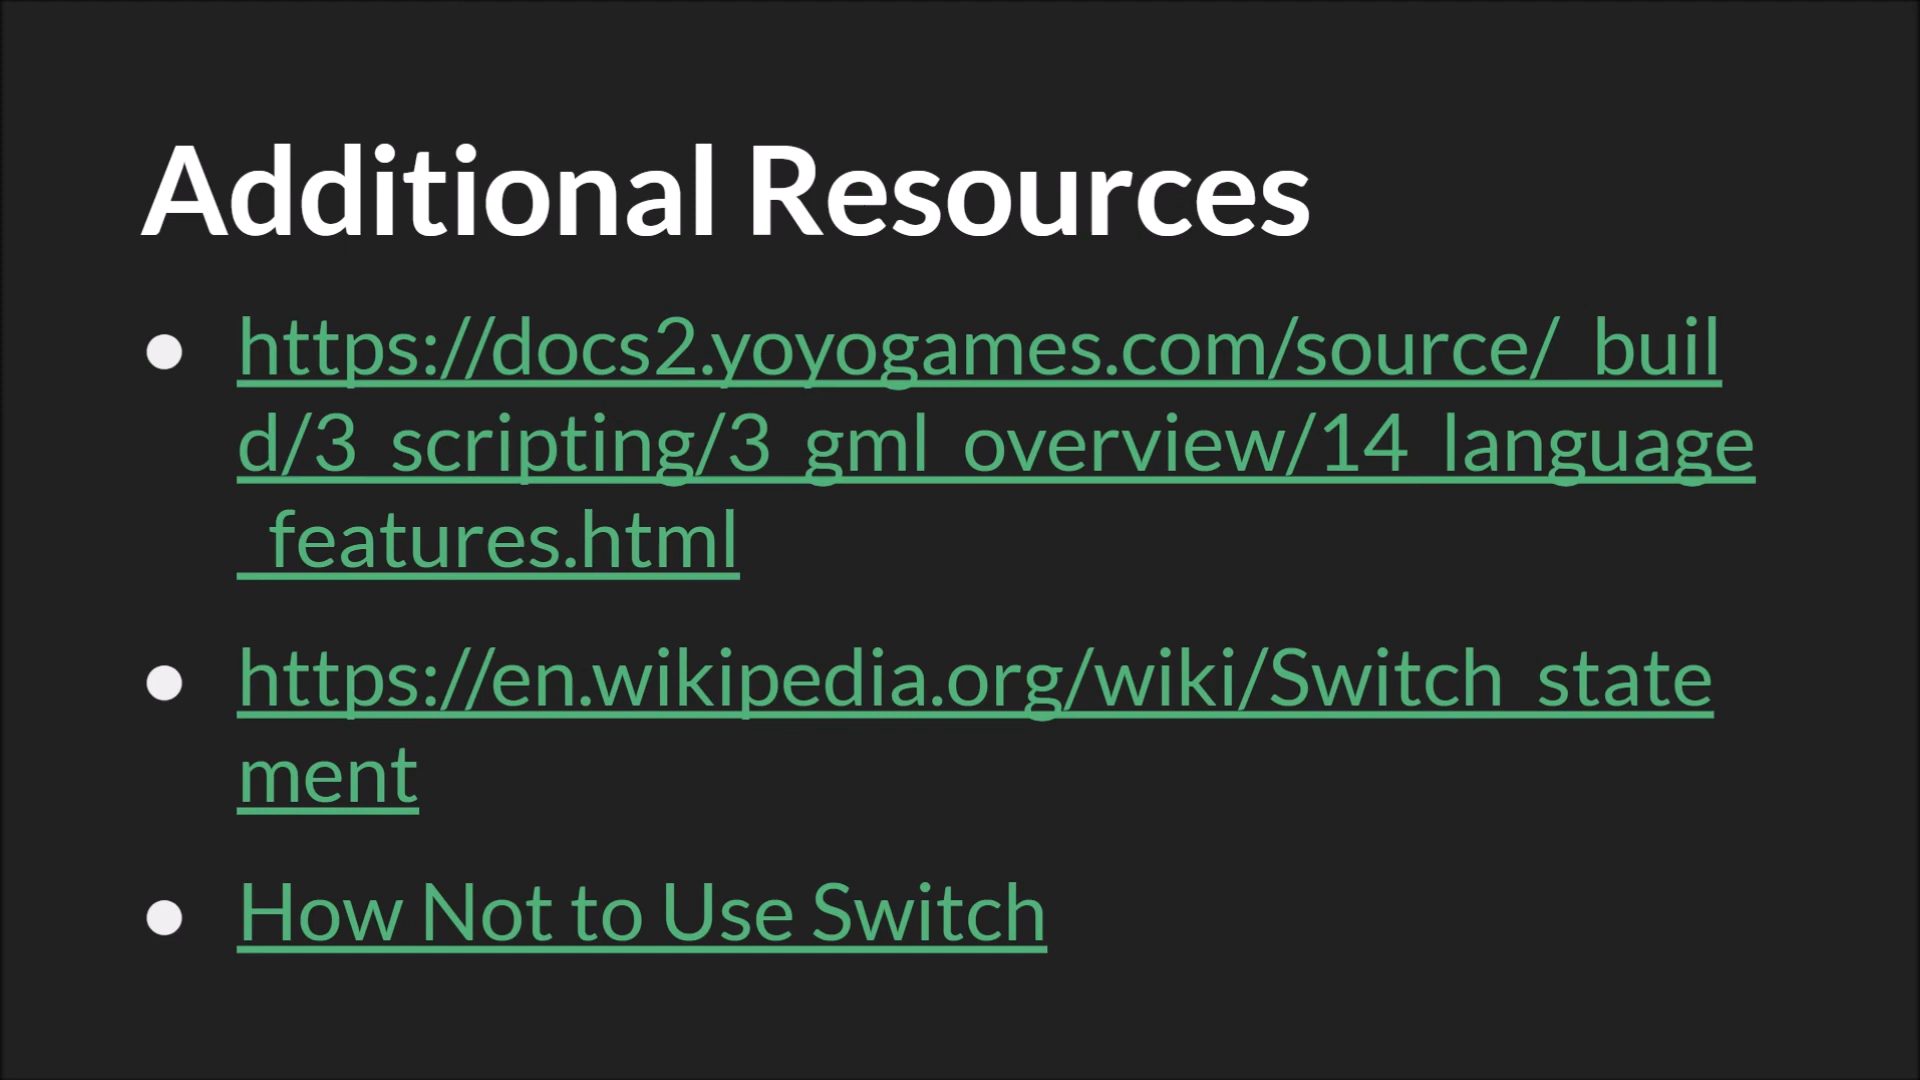 Additional Resources
https://docs2.yoyogames.com/source/_buil
d/3_scripting/3_gml_overview/14_language
_features.html
https://en.wikipedia.org/wiki/Switch_state
ment
How Not to Use Switch